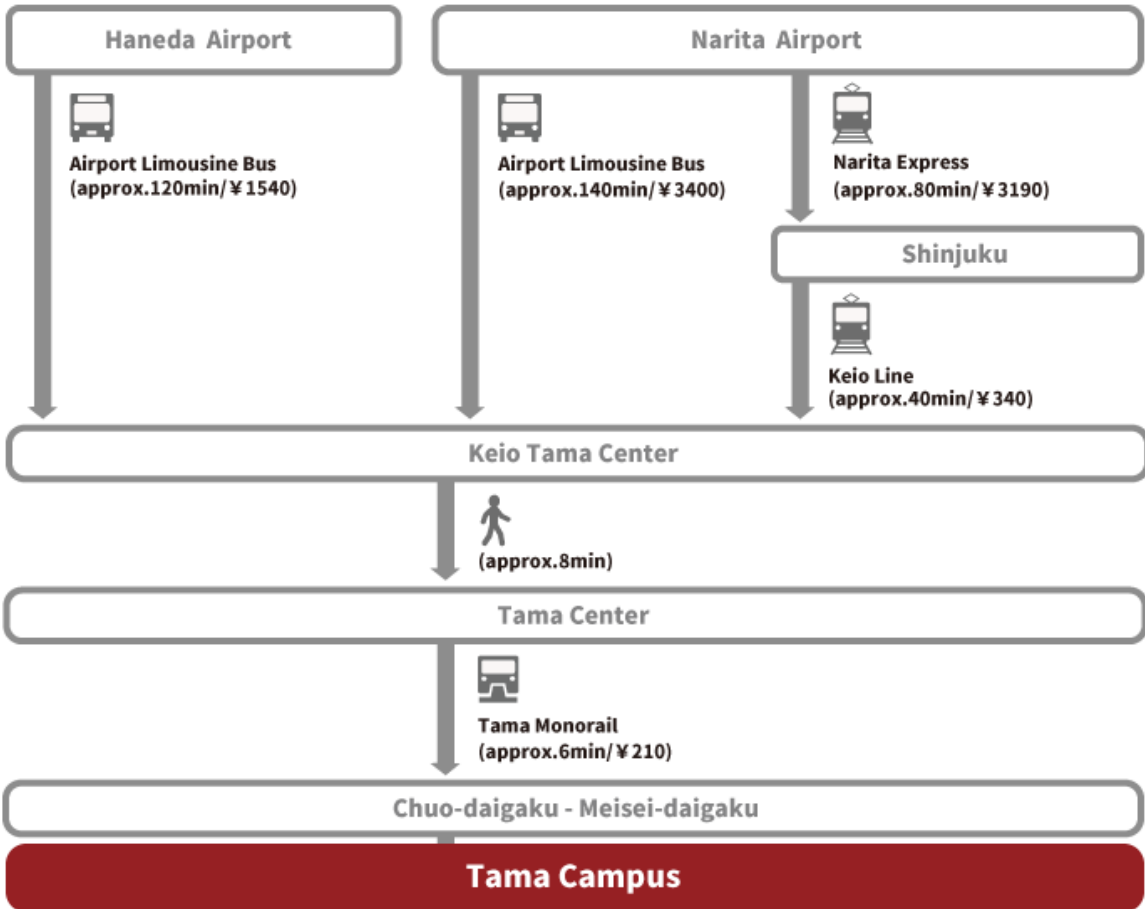 Haneda Airport
Narita Airport
Airport Limousine Bus
(approx.120min/¥1540)
Airport Limousine Bus
(approx.140min/¥3400)
Narita Express
(approx.80min/¥3190)
Shinjuku
Keio Line
(approx.40min/¥340)
Keio Tama Center
(approx.8min)
Tama Center
Tama Monorail
(approx.6min/¥210)
Chuo-daigaku - Meisei-daigaku
Tama Campus